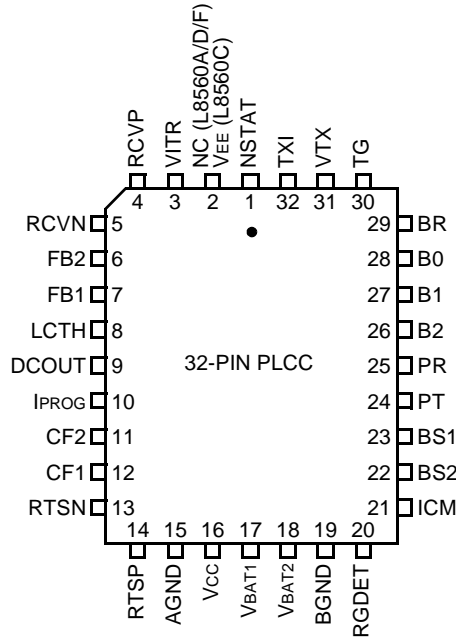 RCVP
VITR
NC (L8560A/D/F)
VEE (L8560C)
NSTAT
TXI
VTX
TG
4 3 2 1 32 31 30
RCVN 5
FB2 6
FB1 7
LCTH 8
DCOUT 9
IPROG 10
CF2 11
CF1 12
RTSN 13
32-PIN PLCC
29 BR
28 B0
27 B1
26 B2
25 PR
24 PT
23 BS1
22 BS2
21 ICM
14 15 16 17 18 19 20
RTSP
AGND
VCC
VBAT1
VBAT2
BGND
RGDET